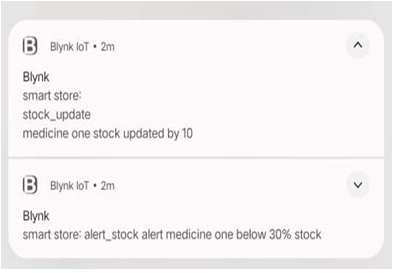 B Blynk IoT • 2m
Blynk
smart store:
stock_update
medicine one stock updated by 10
B Blynk IoT • 2m
Blynk
smart store: alert_stock alert medicine one below 30% stock